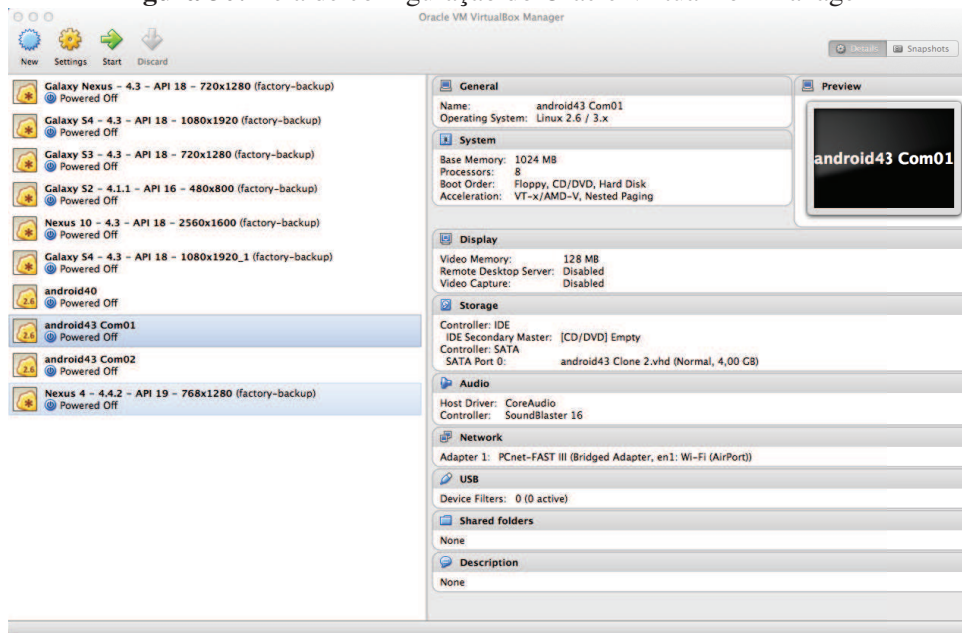 Oracle VM VirtualBox Manager
New Settings Start Discard
Details Snapshots
Galaxy Nexus - 4.3 - API 18 - 720x1280 (factory-backup)
Powered Off
Galaxy S4 - 4.3 - API 18 - 1080x1920 (factory-backup)
Powered Off
Galaxy S3 - 4.3 - API 18 - 720x1280 (factory-backup)
Powered Off
Galaxy S2 - 4.1.1 - API 16 - 480x800 (factory-backup)
Powered Off
Nexus 10 - 4.3 - API 18 - 2560x1600 (factory-backup)
Powered Off
Galaxy S4 - 4.3 - API 18 - 1080x1920_1 (factory-backup)
Powered Off
android40
2.6 Powered Off
android43 Com01
2.6 Powered Off
android43 Com02
2.6 Powered Off
Nexus 4 - 4.4.2 - API 19 - 768x1280 (factory-backup)
Powered Off
General
Name: android43 Com01
Operating System: Linux 2.6 / 3.x
System
Base Memory: 1024 MB
Processors: 8
Boot Order: Floppy, CD/DVD, Hard Disk
Acceleration: VT-x/AMD-V, Nested Paging
Preview
android43 Com01
Display
Video Memory: 128 MB
Remote Desktop Server: Disabled
Video Capture: Disabled
Storage
Controller: IDE
IDE Secondary Master: [CD/DVD] Empty
Controller: SATA
SATA Port 0: android43 Clone 2.vhd (Normal, 4,00 GB)
Audio
Host Driver: CoreAudio
Controller: SoundBlaster 16
Network
Adapter 1: PCnet-FAST III (Bridged Adapter, en1: Wi-Fi (AirPort))
USB
Device Filters: 0 (0 active)
Shared folders
None
Description
None